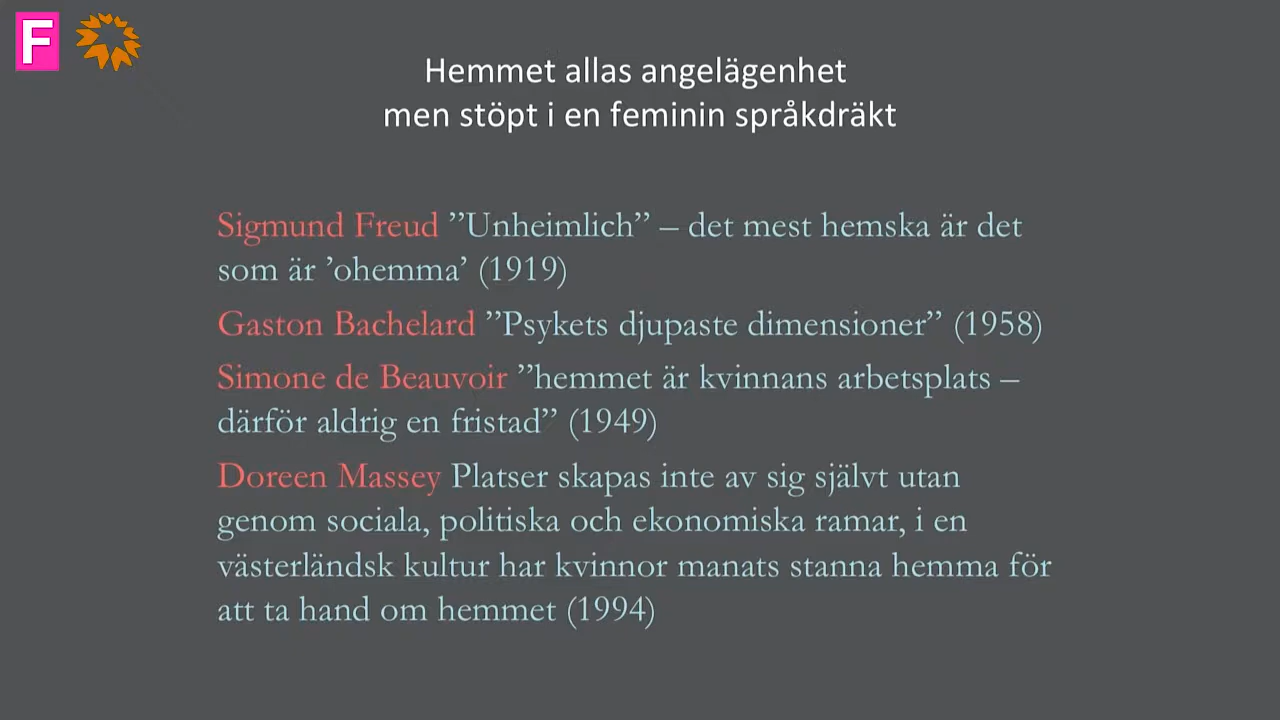 F
Hemmet allas angelägenhet
men stöpt i en feminin språkdräkt
Sigmund Freud ”Unheimlich” – det mest hemska är det
som är ’ohemma’ (1919)
Gaston Bachelard ”Psykets djupaste dimensioner” (1958)
Simone de Beauvoir ”hemmet är kvinnans arbetsplats –
därför aldrig en fristad” (1949)
Doreen Massey Platser skapas inte av sig självt utan
genom sociala, politiska och ekonomiska ramar, i en
västerländsk kultur har kvinnor manats stanna hemma för
att ta hand om hemmet (1994)